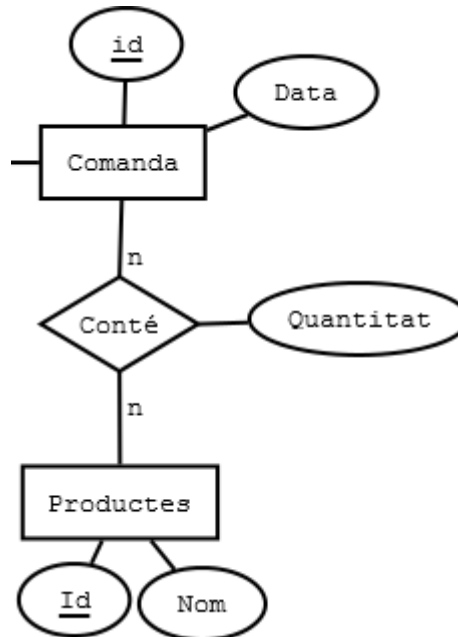 id
Data
Comanda
n
Conté
Quantitat
n
Productes
Id
Nom